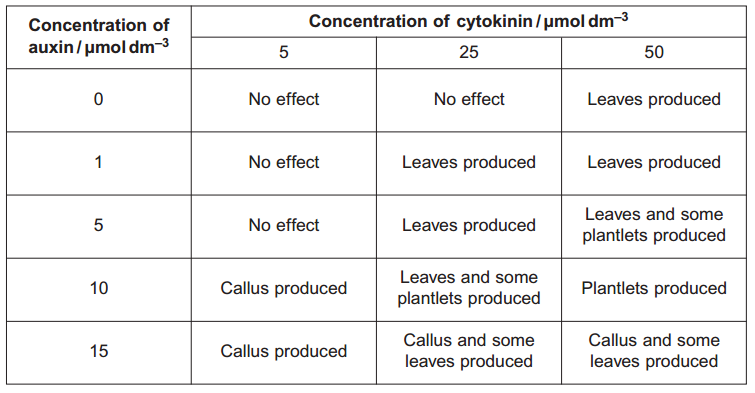 Concentration of auxin / μmol dm⁻³
Concentration of cytokinin / μmol dm⁻³
5 25 50
0 No effect No effect Leaves produced
1 No effect Leaves produced Leaves produced
5 No effect Leaves produced Leaves and some plantlets produced
10 Callus produced Leaves and some plantlets produced Plantlets produced
15 Callus produced Callus and some leaves produced Callus and some leaves produced